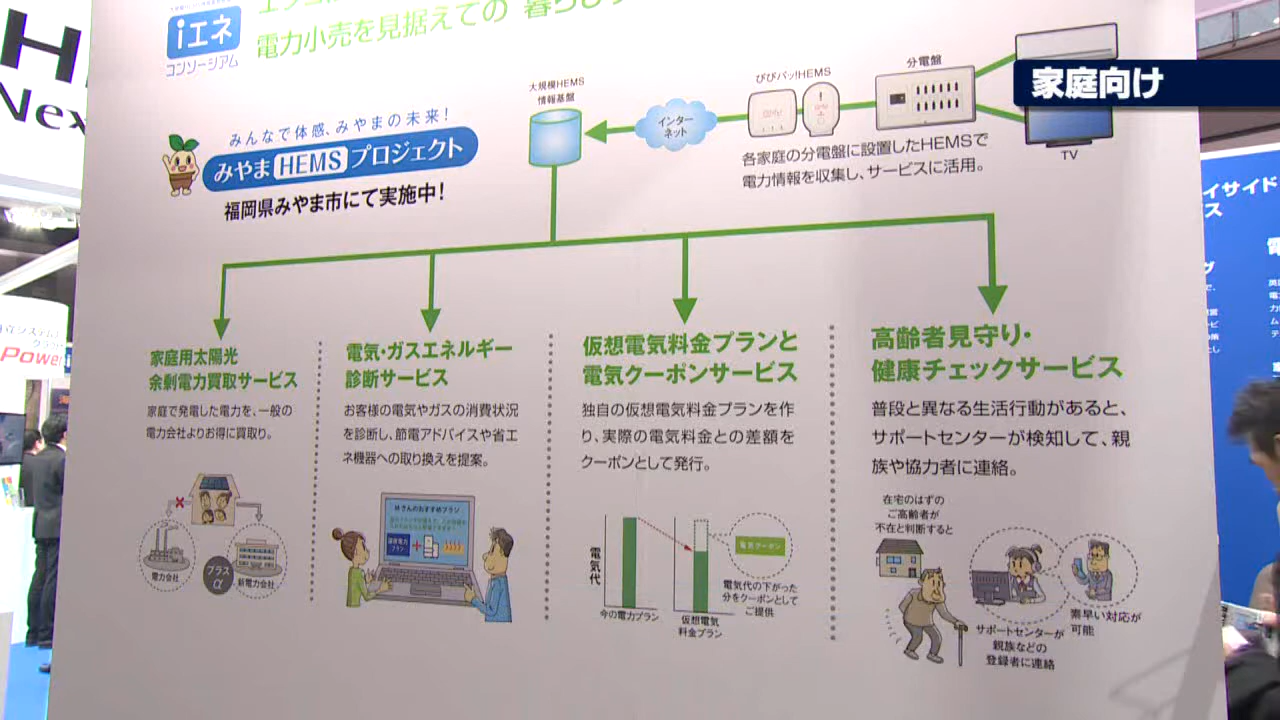 iエネ
コンソーシアム
電力小売を見据えての
みんなで体感、みやまの未来!
みやまHEMSプロジェクト
福岡県みやま市にて実施中!
大規模HEMS
情報基盤
インター
ネット
びびパッ!HEMS
分電盤
家庭向け
TV
各家庭の分電盤に設置したHEMSで
電力情報を収集し、サービスに活用。
家庭用太陽光
余剰電力買取サービス
家庭で発電した電力を、一般の
電力会社よりお得に買取り。
電力会社
プラス
α
新電力会社
電気・ガスエネルギー
診断サービス
お客様の電気やガスの消費状況
を診断し、節電アドバイスや省エ
ネ機器への取り換えを提案。
M さんのおすすめプラン
仮想電気料金プランと
電気クーポンサービス
独自の仮想電気料金プランを作
り、実際の電気料金との差額を
クーポンとして発行。
電気代
今の電力プラン
仮想電気
料金プラン
電気クーポン
電気代の下がった
分をクーポンとして
ご提供
高齢者見守り・
健康チェックサービス
普段と異なる生活行動があると、
サポートセンターが検知して、親
族や協力者に連絡。
在宅のはずの
ご高齢者が
不在と判断すると
サポートセンターが
親族などの
登録者に連絡
素早い対応が
可能